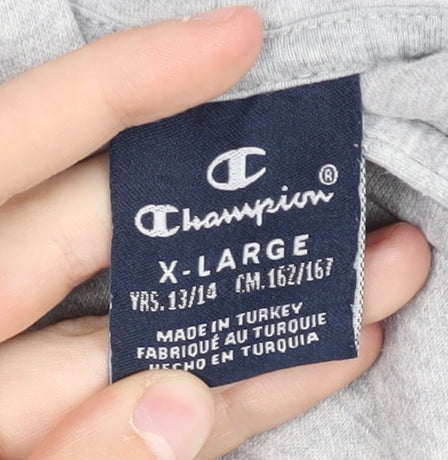 Champion®
X-LARGE
YRS.13/14 CM.162/167
MADE IN TURKEY
FABRIQUÉ AU TURQUIE
HECHO EN TURQUIA